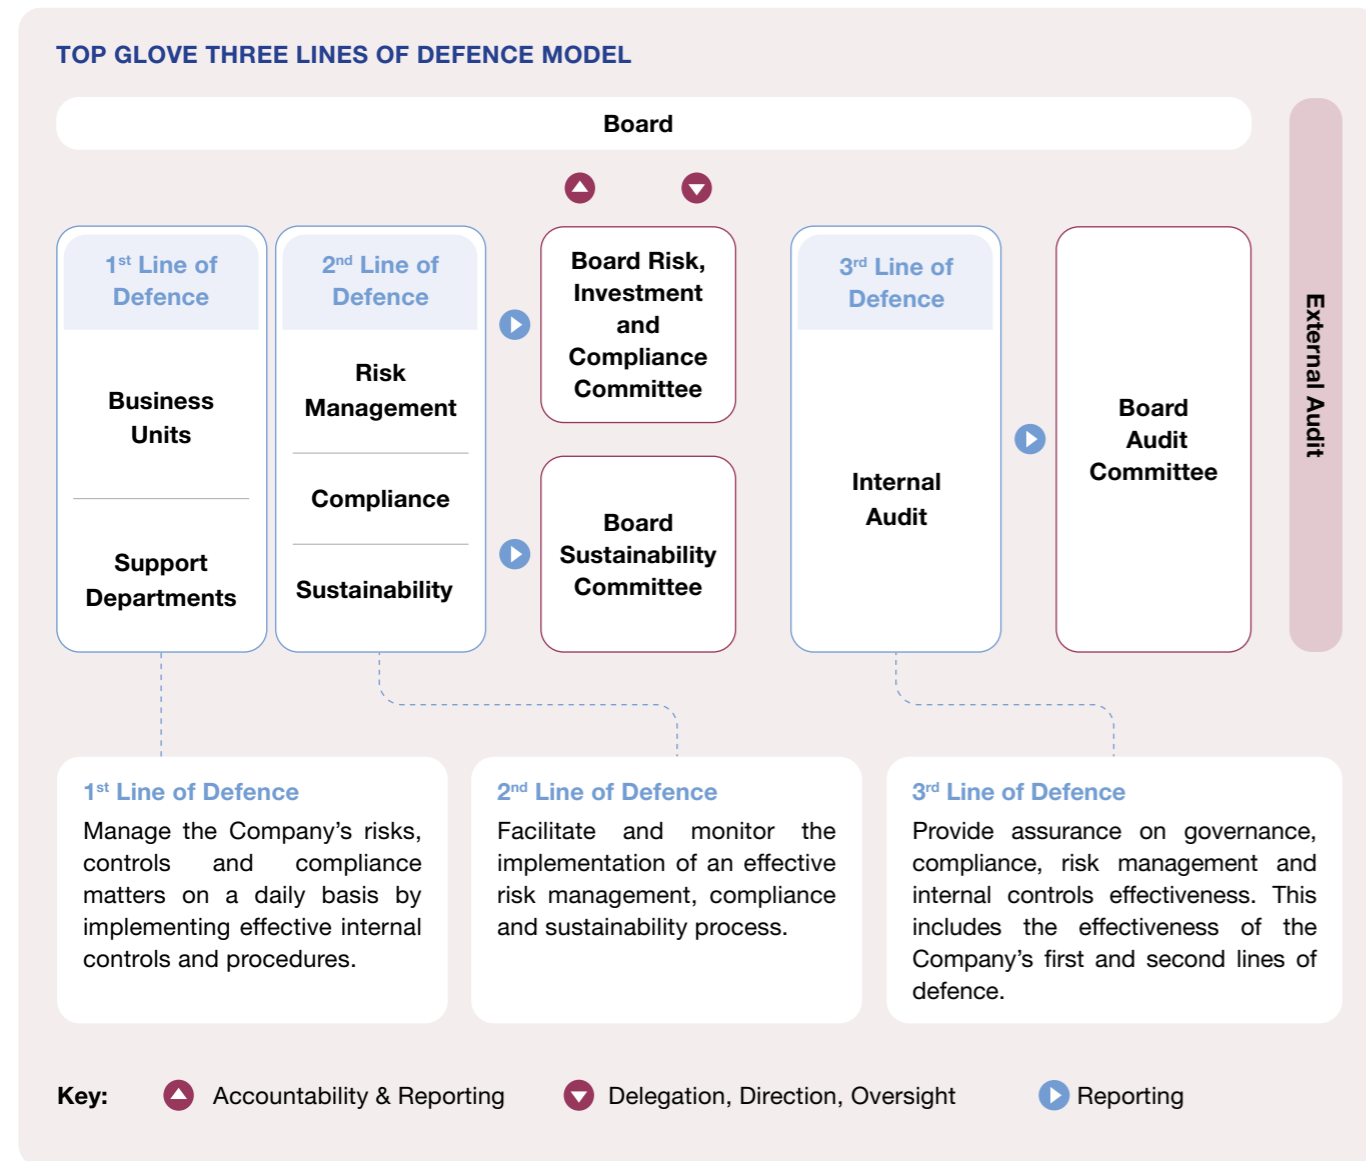 TOP GLOVE THREE LINES OF DEFENCE MODEL
Board
1st Line of
Defence
Business
Units
Support
Departments
2nd Line of
Defence
Risk
Management
Compliance
Sustainability
Board Risk,
Investment
and
Compliance
Committee
Board
Sustainability
Committee
3rd Line of
Defence
Internal
Audit
Board
Audit
Committee
External Audit
1st Line of Defence
Manage the Company’s risks,
controls and compliance
matters on a daily basis by
implementing effective internal
controls and procedures.
2nd Line of Defence
Facilitate and monitor the
implementation of an effective
risk management, compliance
and sustainability process.
3rd Line of Defence
Provide assurance on governance,
compliance, risk management and
internal controls effectiveness. This
includes the effectiveness of the
Company’s first and second lines of
defence.
Key: Accountability & Reporting Delegation, Direction, Oversight Reporting